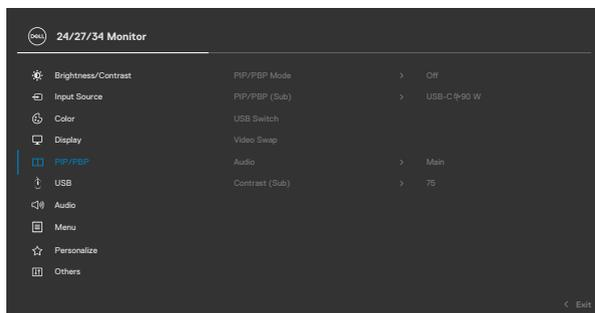 DELL 24/27/34 Monitor
Brightness/Contrast PIP/PBP Mode > Off
Input Source PIP/PBP (Sub) > USB-C 90 W
Color USB Switch
Display Video Swap
PIP/PBP Audio > Main
USB Contrast (Sub) > 75
Audio
Menu
Personalize
Others
< Exit